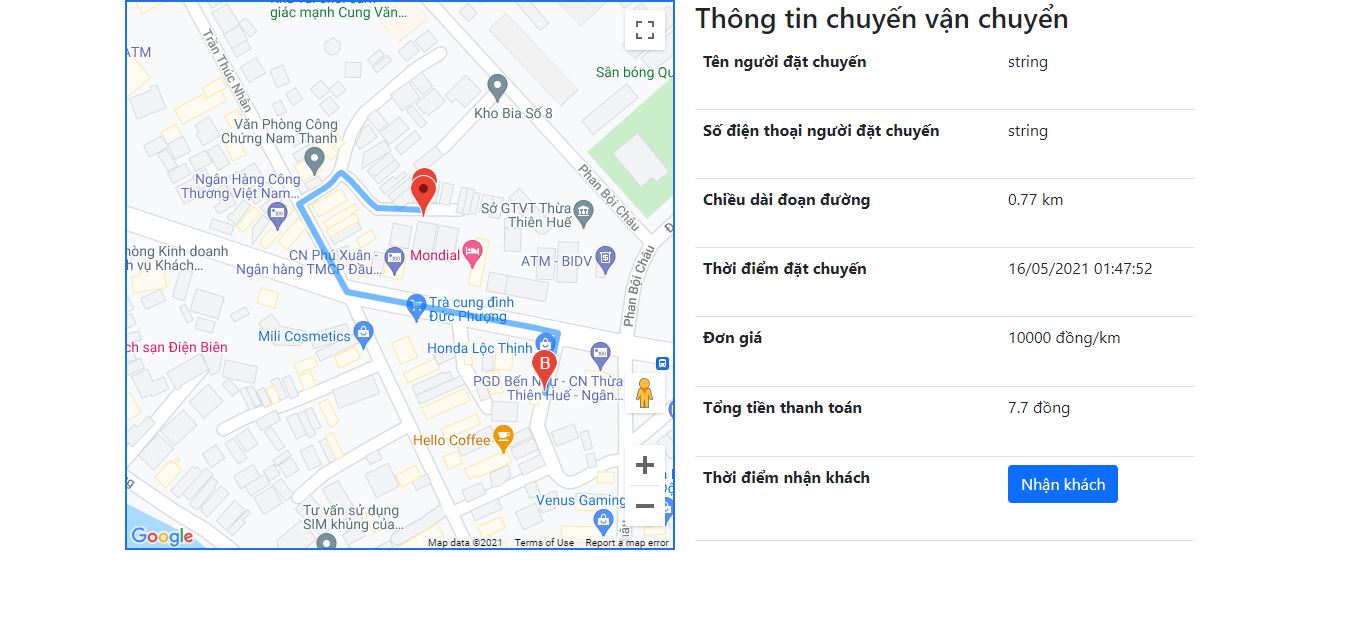 giác mạnh Cung Văn...
Trần Thúc Nhân
ATM
Sân bóng Qu
Kho Bia Số 8
Văn Phòng Công
Chứng Nam Thanh
Ngân Hàng Công
Thương Việt Nam...
Phan Bội Châu
Sở GTVT Thừa
Thiên Huế
hòng Kinh doanh
h vụ Khách...
CN Phú Xuân -
Ngân hàng TMCP Đầu...
Mondial
ATM - BIDV
Phan Bội Châu
Trà cung đình
Đức Phượng
Mili Cosmetics
Honda Lộc Thịnh
ch sạn Điện Biên
B
PGD Bến Ngự - CN Thừa
Thiên Huế - Ngân...
Hello Coffee
Venus Gaming
Tư vấn sử dụng
SIM khủng của...
Google
Map data ©2021 Terms of Use Report a map error
Thông tin chuyến vận chuyển
Tên người đặt chuyến string
Số điện thoại người đặt chuyến string
Chiều dài đoạn đường 0.77 km
Thời điểm đặt chuyến 16/05/2021 01:47:52
Đơn giá 10000 đồng/km
Tổng tiền thanh toán 7.7 đồng
Thời điểm nhận khách Nhận khách